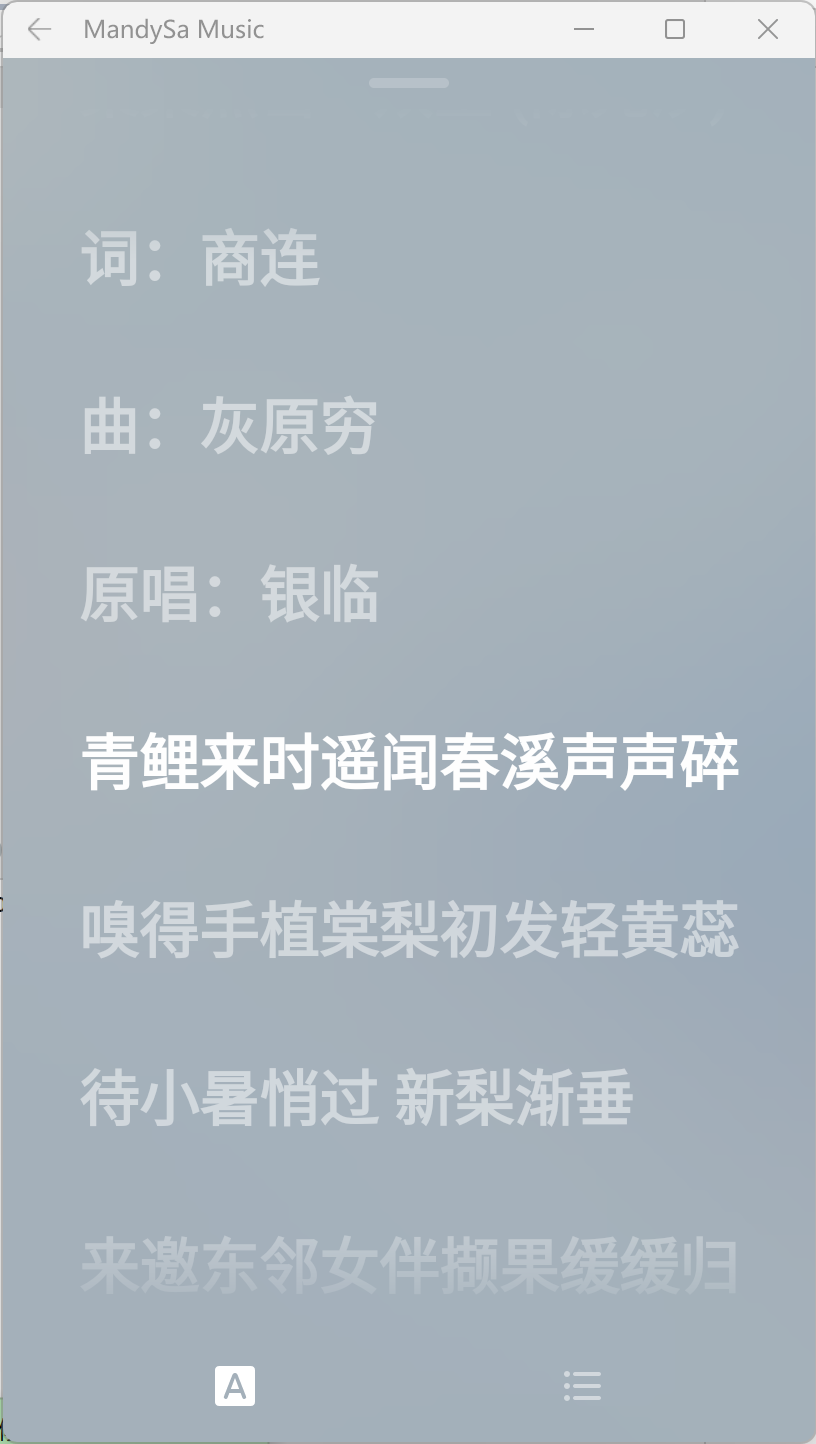 MandySa Music
词：商连
曲：灰原穷
原唱：银临
青鲤来时遥闻春溪声声碎
嗅得手植棠梨初发轻黄蕊
待小暑悄过 新梨渐垂
来邀东邻女伴撷果缓缓归
A